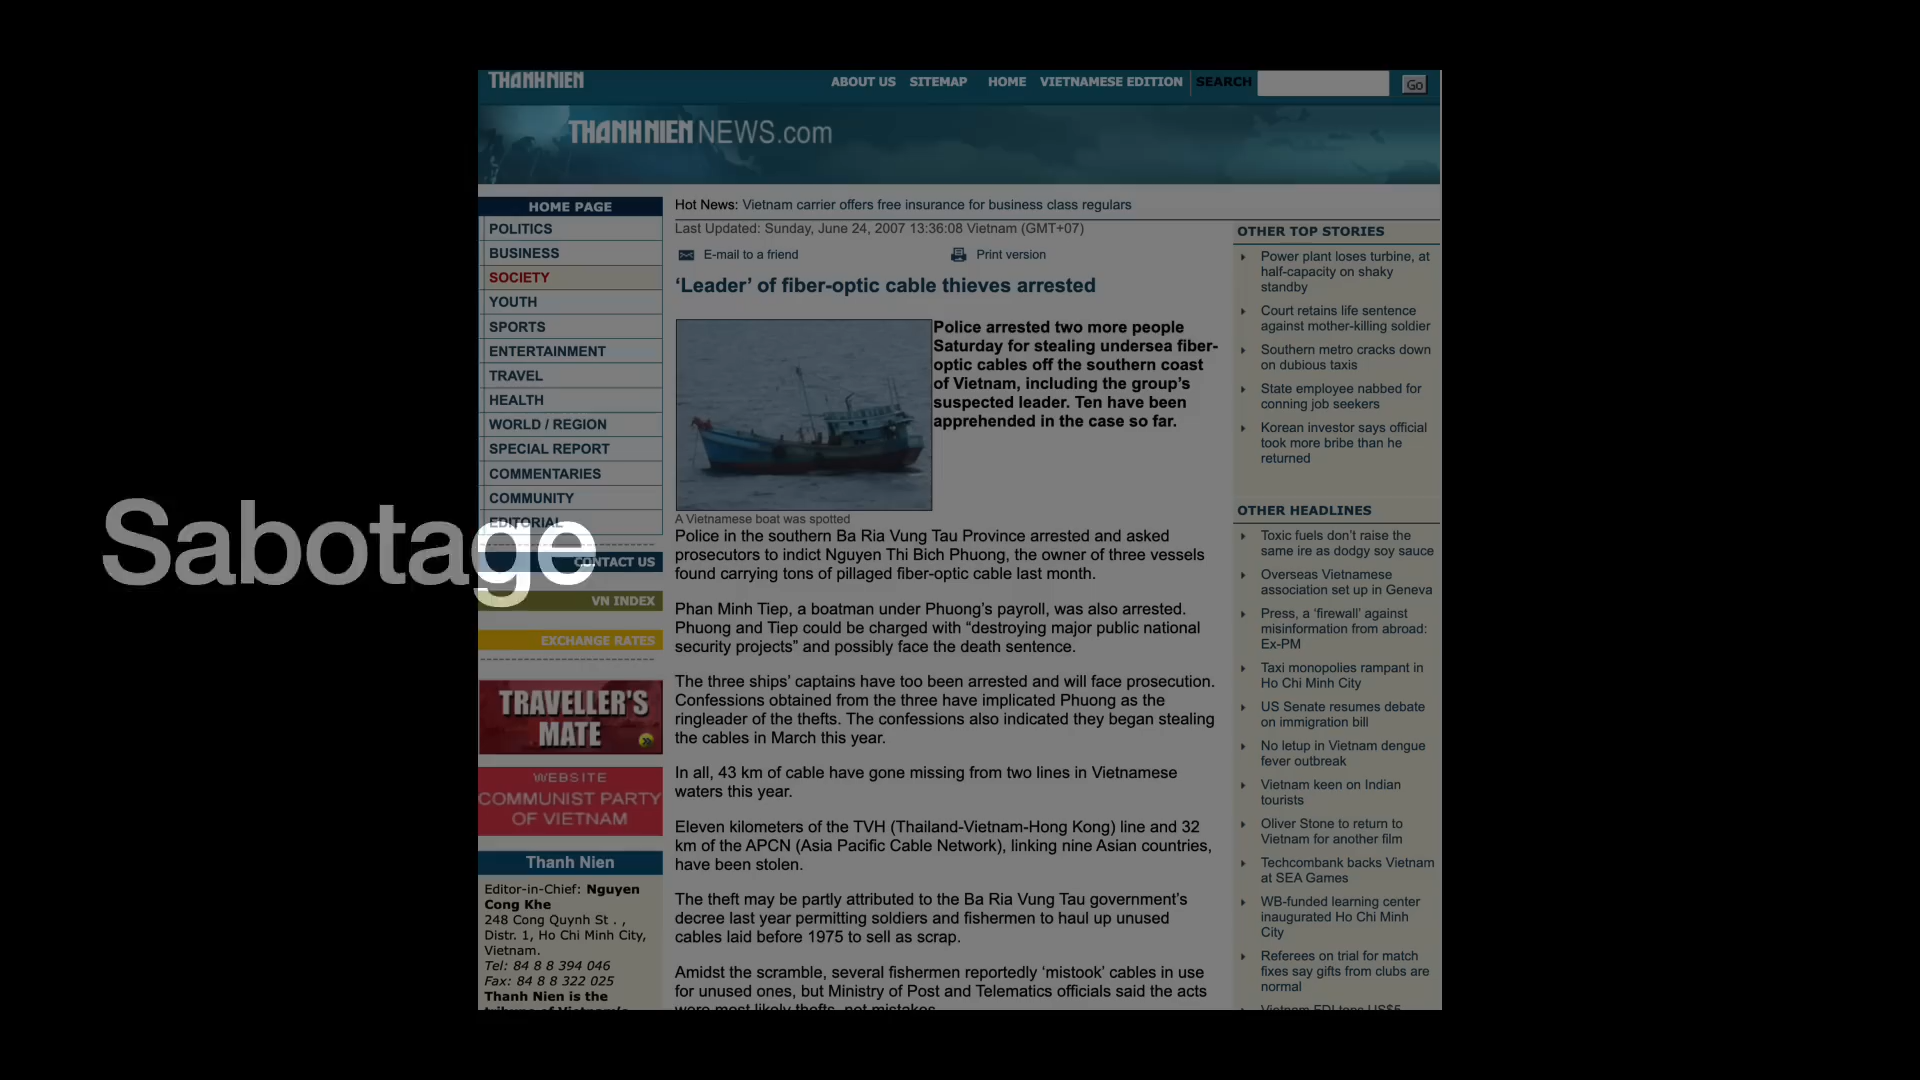 THANHNIEN
ABOUT US SITEMAP HOME VIETNAMESE EDITION SEARCH Go
THANHNIEN NEWS.com
HOME PAGE
POLITICS
BUSINESS
SOCIETY
YOUTH
SPORTS
ENTERTAINMENT
TRAVEL
HEALTH
WORLD / REGION
SPECIAL REPORT
COMMENTARIES
COMMUNITY
EDITORIAL
Sabotage
CONTACT US
VN INDEX
EXCHANGE RATES
TRAVELLER'S
MATE
WEBSITE
COMMUNIST PARTY
OF VIETNAM
Thanh Nien
Editor-in-Chief: Nguyen
Cong Khe
248 Cong Quynh St . ,
Distr. 1, Ho Chi Minh City,
Vietnam.
Tel: 84 8 8 394 046
Fax: 84 8 8 322 025
Thanh Nien is the
tribune of Vietnam's
Hot News: Vietnam carrier offers free insurance for business class regulars
Last Updated: Sunday, June 24, 2007 13:36:08 Vietnam (GMT+07)
E-mail to a friend
Print version
‘Leader’ of fiber-optic cable thieves arrested
Police arrested two more people
Saturday for stealing undersea fiber-
optic cables off the southern coast
of Vietnam, including the group’s
suspected leader. Ten have been
apprehended in the case so far.
A Vietnamese boat was spotted
Police in the southern Ba Ria Vung Tau Province arrested and asked
prosecutors to indict Nguyen Thi Bich Phuong, the owner of three vessels
found carrying tons of pillaged fiber-optic cable last month.
Phan Minh Tiep, a boatman under Phuong’s payroll, was also arrested.
Phuong and Tiep could be charged with “destroying major public national
security projects” and possibly face the death sentence.
The three ships’ captains have too been arrested and will face prosecution.
Confessions obtained from the three have implicated Phuong as the
ringleader of the thefts. The confessions also indicated they began stealing
the cables in March this year.
In all, 43 km of cable have gone missing from two lines in Vietnamese
waters this year.
Eleven kilometers of the TVH (Thailand-Vietnam-Hong Kong) line and 32
km of the APCN (Asia Pacific Cable Network), linking nine Asian countries,
have been stolen.
The theft may be partly attributed to the Ba Ria Vung Tau government’s
decree last year permitting soldiers and fishermen to haul up unused
cables laid before 1975 to sell as scrap.
Amidst the scramble, several fishermen reportedly ‘mistook’ cables in use
for unused ones, but Ministry of Post and Telematics officials said the acts
were most likely thefts, not mistakes.
OTHER TOP STORIES
Power plant loses turbine, at
half-capacity on shaky
standby
Court retains life sentence
against mother-killing soldier
Southern metro cracks down
on dubious taxis
State employee nabbed for
conning job seekers
Korean investor says official
took more bribe than he
returned
OTHER HEADLINES
Toxic fuels don’t raise the
same ire as dodgy soy sauce
Overseas Vietnamese
association set up in Geneva
Press, a ‘firewall’ against
misinformation from abroad:
Ex-PM
Taxi monopolies rampant in
Ho Chi Minh City
US Senate resumes debate
on immigration bill
No letup in Vietnam dengue
fever outbreak
Vietnam keen on Indian
tourists
Oliver Stone to return to
Vietnam for another film
Techcombank backs Vietnam
at SEA Games
WB-funded learning center
inaugurated Ho Chi Minh
City
Referees on trial for match
fixes say gifts from clubs are
normal
Vietnam FDI tops US$5